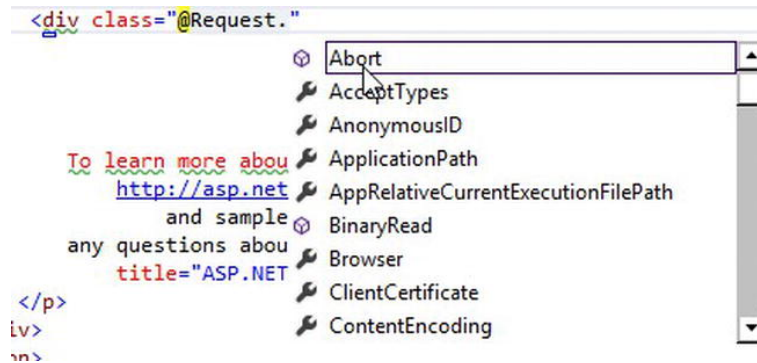 <div class="@Request."
Abort
AcceptTypes
AnonymousID
To learn more abou ApplicationPath
http://asp.net AppRelativeCurrentExecutionFilePath
and sample BinaryRead
any questions abou Browser
title="ASP.NET ClientCertificate
</p>
iv> ContentEncoding
on>